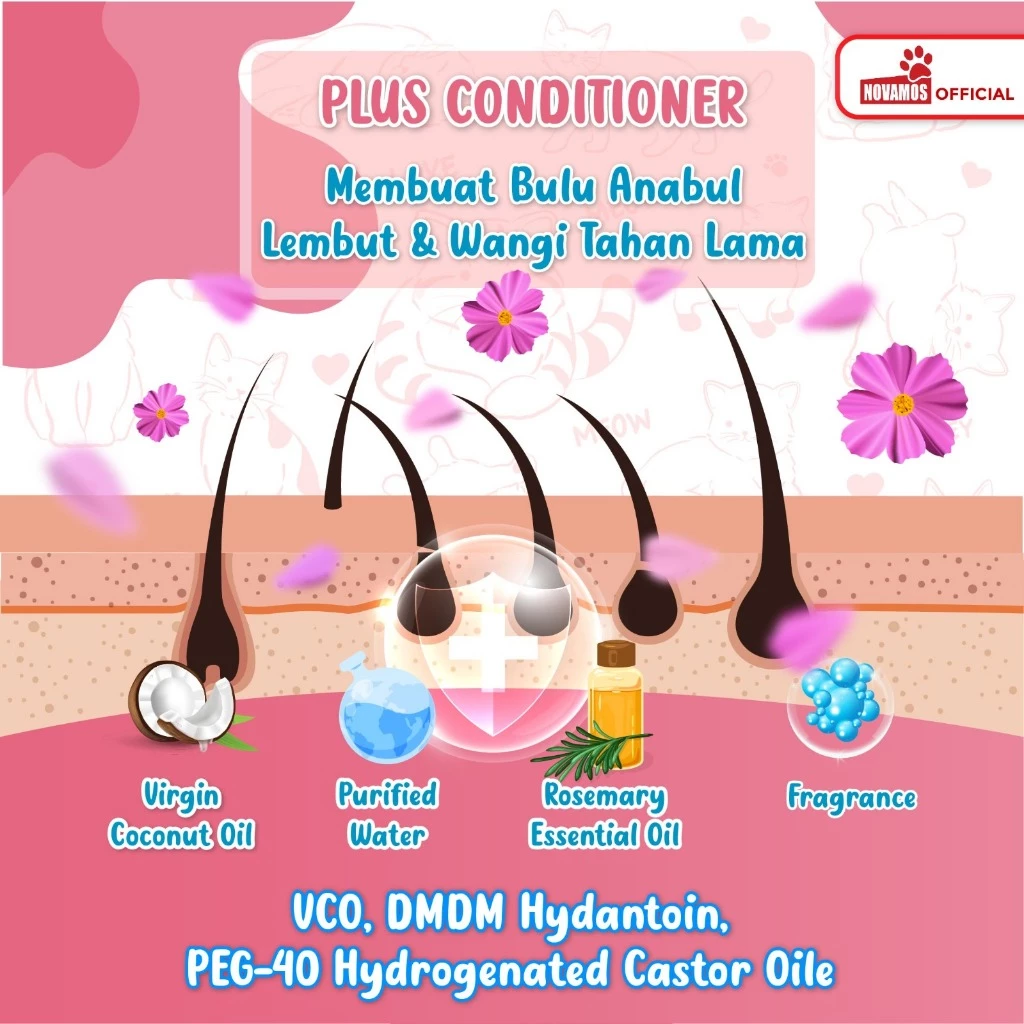 PLUS CONDITIONER
NOVAMOS OFFICIAL
Membuat Bulu Anabul
Lembut & Wangi Tahan Lama
MEOW
Virgin
Coconut Oil
Purified
Water
Rosemary
Essential Oil
Fragrance
VCO, DMDM Hydantoin,
PEG-40 Hydrogenated Castor Oile